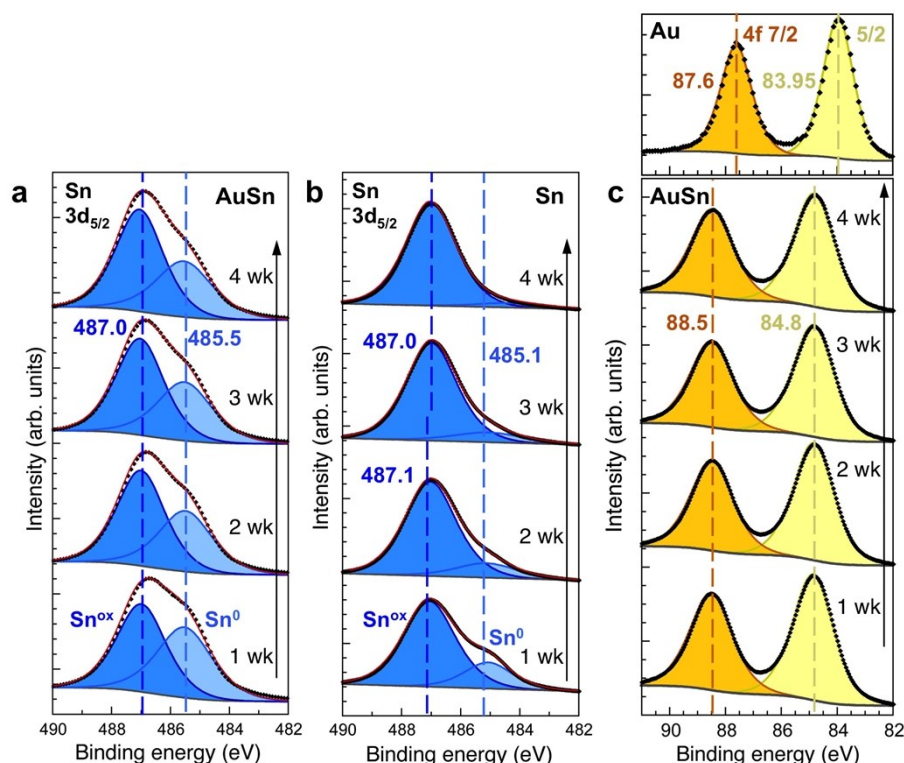 Au
4f 7/2
5/2
87.6
83.95
a
Sn
3d5/2
AuSn
4 wk
487.0
485.5
3 wk
2 wk
Snox
Sn0
1 wk
Intensity (arb. units)
490 488 486 484 482
Binding energy (eV)
b
Sn
3d5/2
Sn
4 wk
487.0
485.1
3 wk
487.1
2 wk
Snox
Sn0
1 wk
Intensity (arb. units)
490 488 486 484 482
Binding energy (eV)
c
AuSn
4 wk
88.5
84.8
3 wk
2 wk
1 wk
Intensity (arb. units)
90 88 86 84 82
Binding energy (eV)